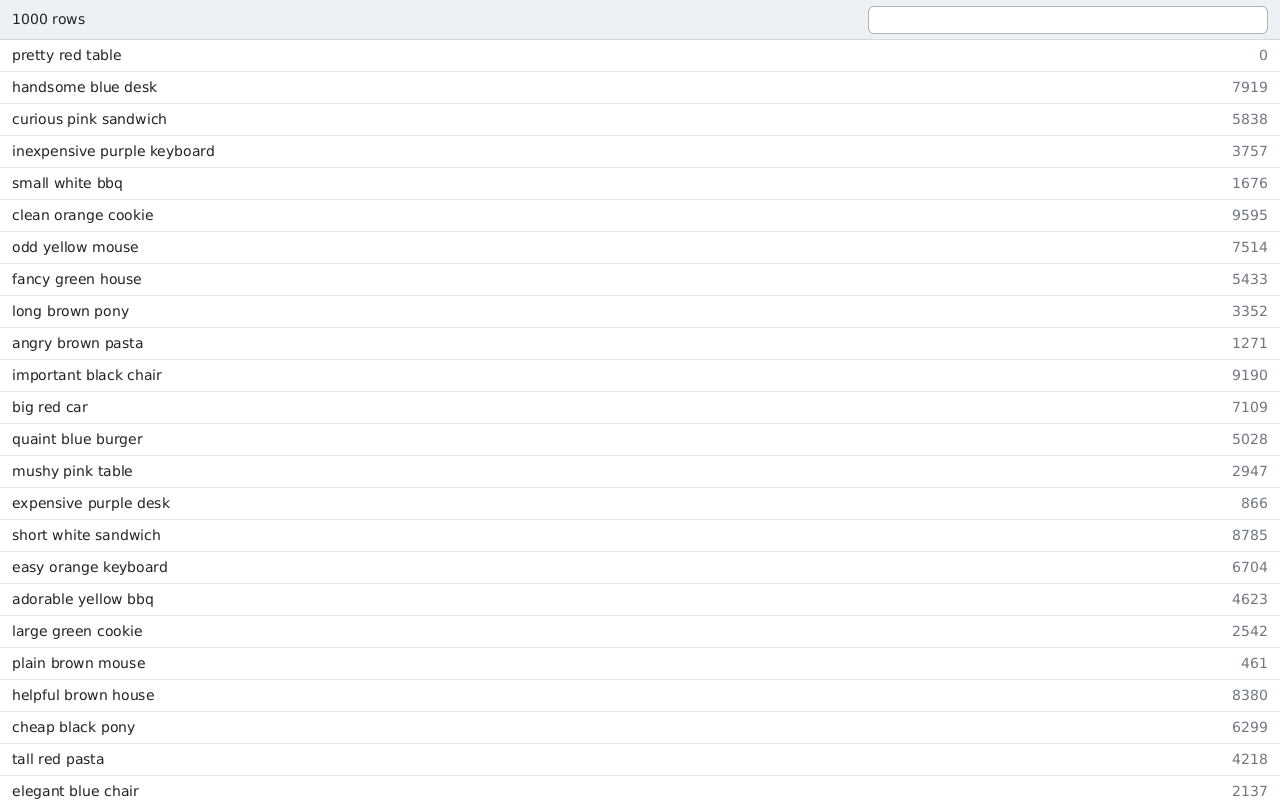 1000 rows
pretty red table 0
handsome blue desk 7919
curious pink sandwich 5838
inexpensive purple keyboard 3757
small white bbq 1676
clean orange cookie 9595
odd yellow mouse 7514
fancy green house 5433
long brown pony 3352
angry brown pasta 1271
important black chair 9190
big red car 7109
quaint blue burger 5028
mushy pink table 2947
expensive purple desk 866
short white sandwich 8785
easy orange keyboard 6704
adorable yellow bbq 4623
large green cookie 2542
plain brown mouse 461
helpful brown house 8380
cheap black pony 6299
tall red pasta 4218
elegant blue chair 2137